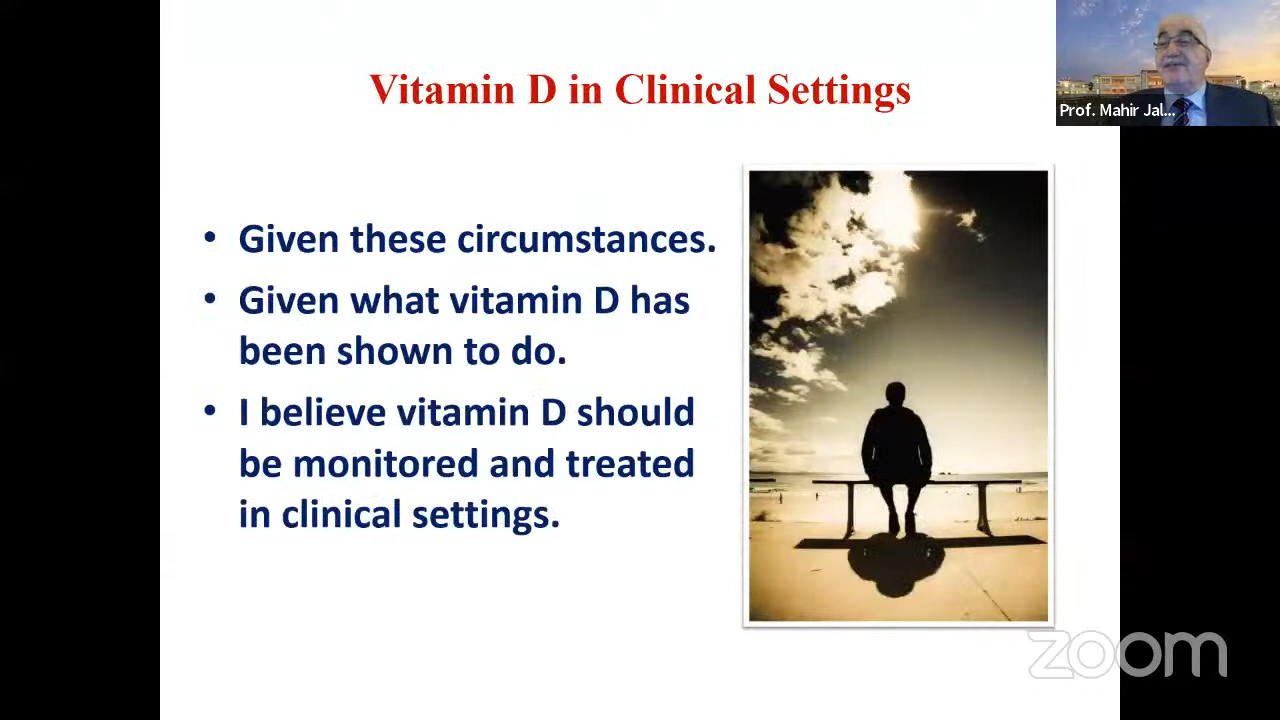 Vitamin D in Clinical Settings
Prof. Mahir Jal...
• Given these circumstances.
• Given what vitamin D has
been shown to do.
• I believe vitamin D should
be monitored and treated
in clinical settings.
zoom